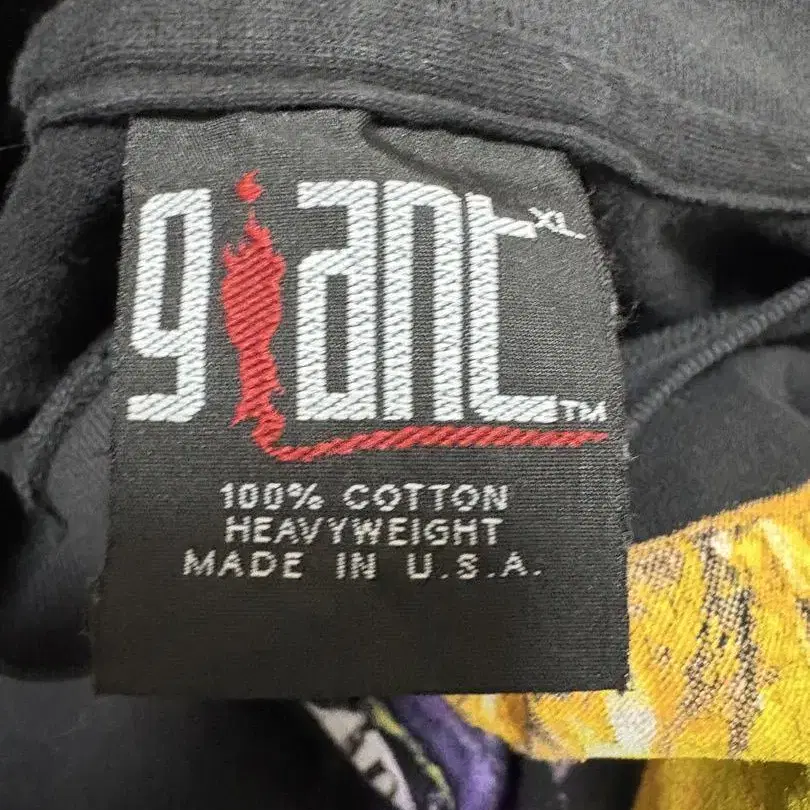 giant XL TM
100% COTTON
HEAVYWEIGHT
MADE IN U.S.A.